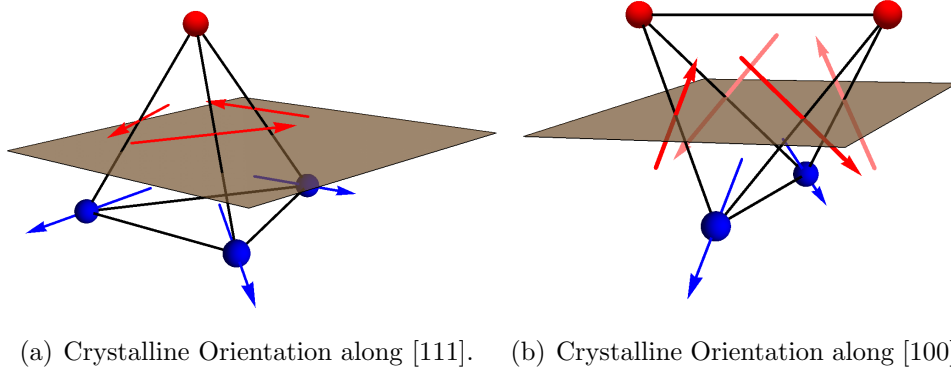 (a) Crystalline Orientation along [111].
(b) Crystalline Orientation along [100